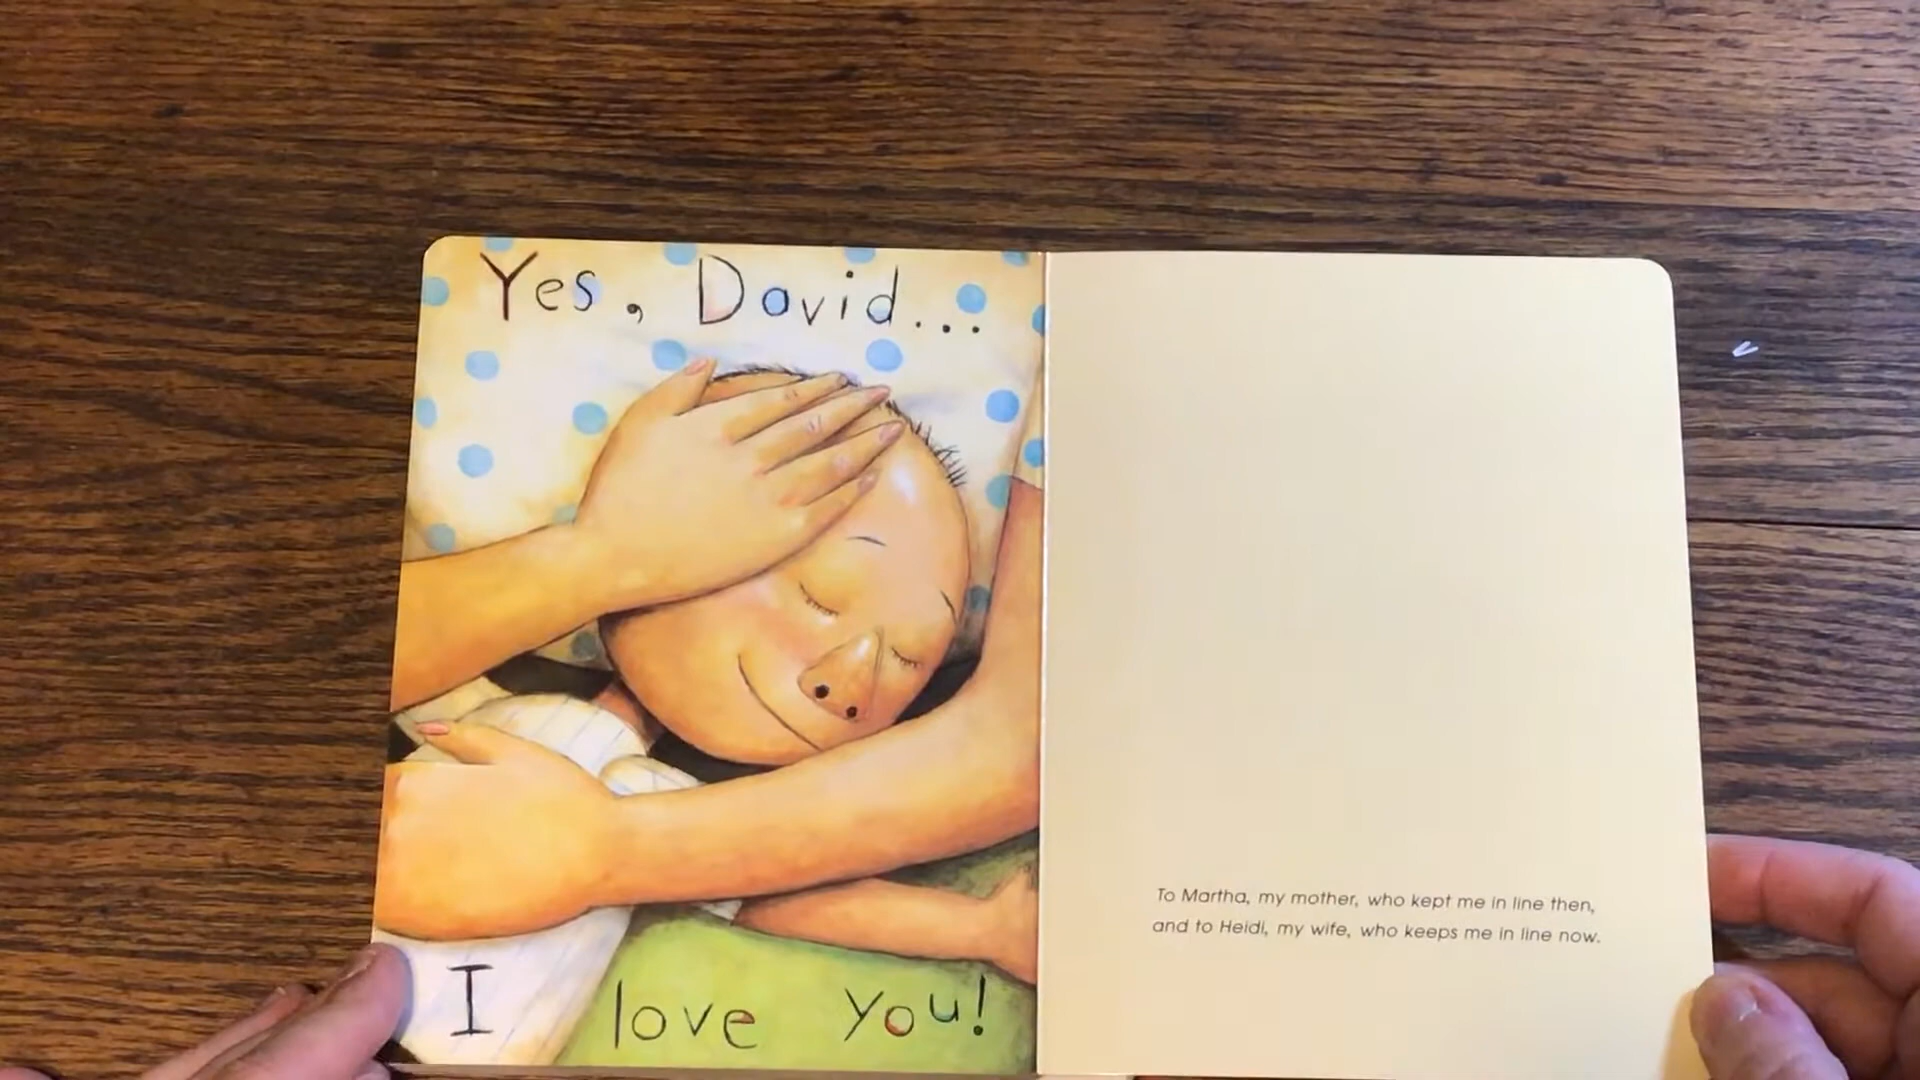 Yes, David...
I love you!
To Martha, my mother, who kept me in line then,
and to Heidi, my wife, who keeps me in line now.